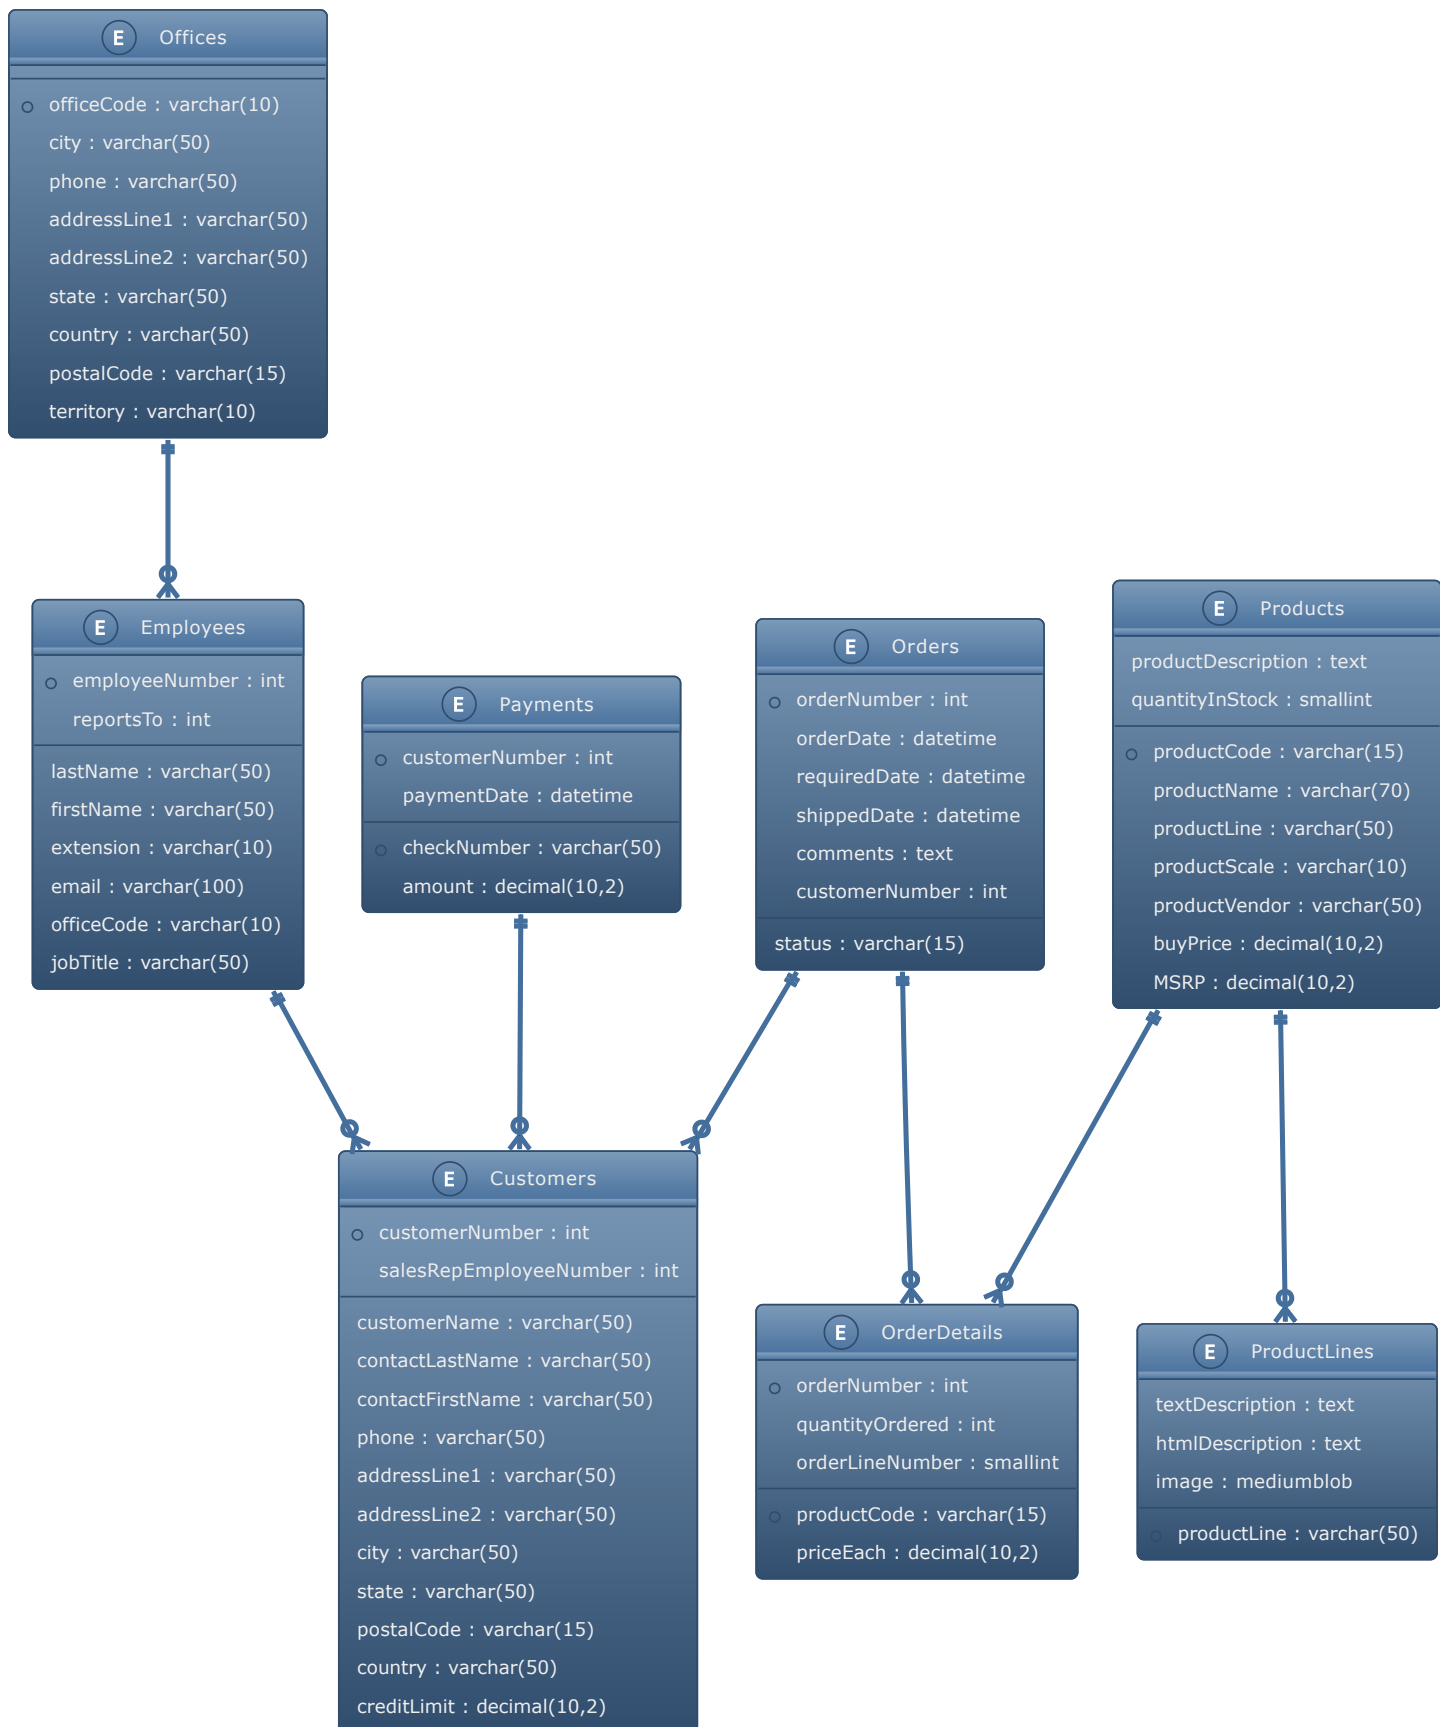 E Offices
officeCode : varchar(10)
city : varchar(50)
phone : varchar(50)
addressLine1 : varchar(50)
addressLine2 : varchar(50)
state : varchar(50)
country : varchar(50)
postalCode : varchar(15)
territory : varchar(10)
E Employees
employeeNumber : int
reportsTo : int
lastName : varchar(50)
firstName : varchar(50)
extension : varchar(10)
email : varchar(100)
officeCode : varchar(10)
jobTitle : varchar(50)
E Payments
customerNumber : int
paymentDate : datetime
checkNumber : varchar(50)
amount : decimal(10,2)
E Orders
orderNumber : int
orderDate : datetime
requiredDate : datetime
shippedDate : datetime
comments : text
customerNumber : int
status : varchar(15)
E Products
productDescription : text
quantityInStock : smallint
productCode : varchar(15)
productName : varchar(70)
productLine : varchar(50)
productScale : varchar(10)
productVendor : varchar(50)
buyPrice : decimal(10,2)
MSRP : decimal(10,2)
E Customers
customerNumber : int
salesRepEmployeeNumber : int
customerName : varchar(50)
contactLastName : varchar(50)
contactFirstName : varchar(50)
phone : varchar(50)
addressLine1 : varchar(50)
addressLine2 : varchar(50)
city : varchar(50)
state : varchar(50)
postalCode : varchar(15)
country : varchar(50)
creditLimit : decimal(10,2)
E OrderDetails
orderNumber : int
quantityOrdered : int
orderLineNumber : smallint
productCode : varchar(15)
priceEach : decimal(10,2)
E ProductLines
textDescription : text
htmlDescription : text
image : mediumblob
productLine : varchar(50)